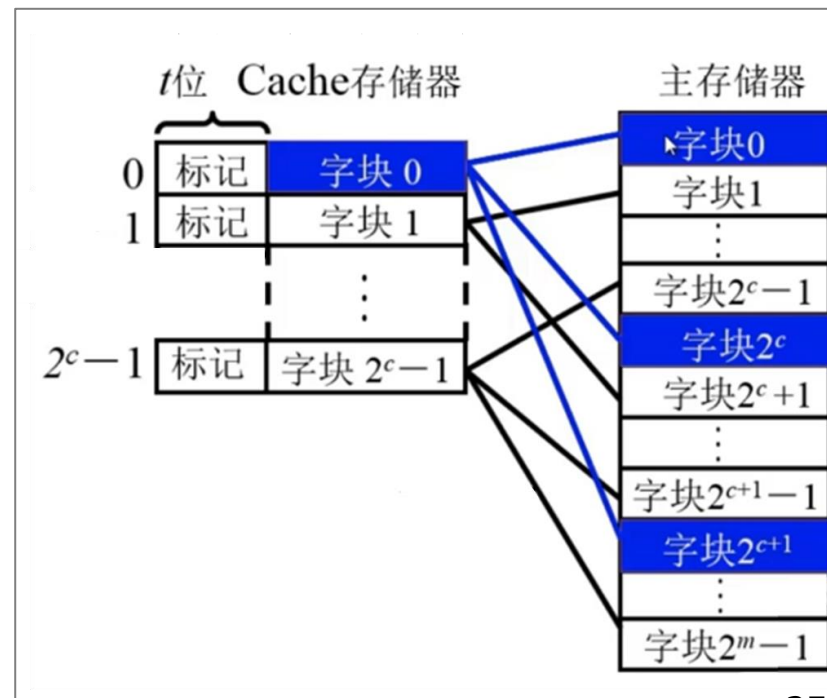 t位 Cache存储器
0 标记 字块 0
1 标记 字块 1
⋮
2ᶜ−1 标记 字块 2ᶜ−1
主存储器
字块0
字块1
⋮
字块2ᶜ−1
字块2ᶜ
字块2ᶜ+1
⋮
字块2ᶜ⁺¹−1
字块2ᶜ⁺¹
⋮
字块2ᵐ−1